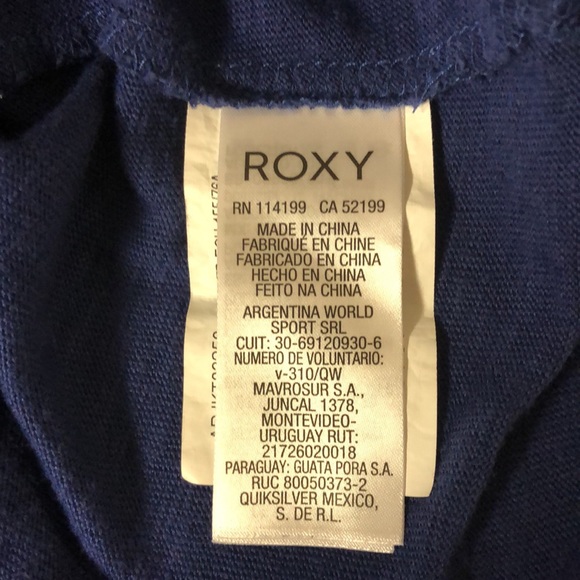 ROXY
RN 114199 CA 52199
MADE IN CHINA
FABRIQUÉ EN CHINE
FABRICADO EN CHINA
HECHO EN CHINA
FEITO NA CHINA
ARGENTINA WORLD
SPORT SRL
CUIT: 30-69120930-6
NUMERO DE VOLUNTARIO:
v-310/QW
MAVROSUR S.A.,
JUNCAL 1378,
MONTEVIDEO-
URUGUAY RUT:
21726020018
PARAGUAY: GUATA PORA S.A.
RUC 80050373-2
QUIKSILVER MEXICO,
S. DE R.L.